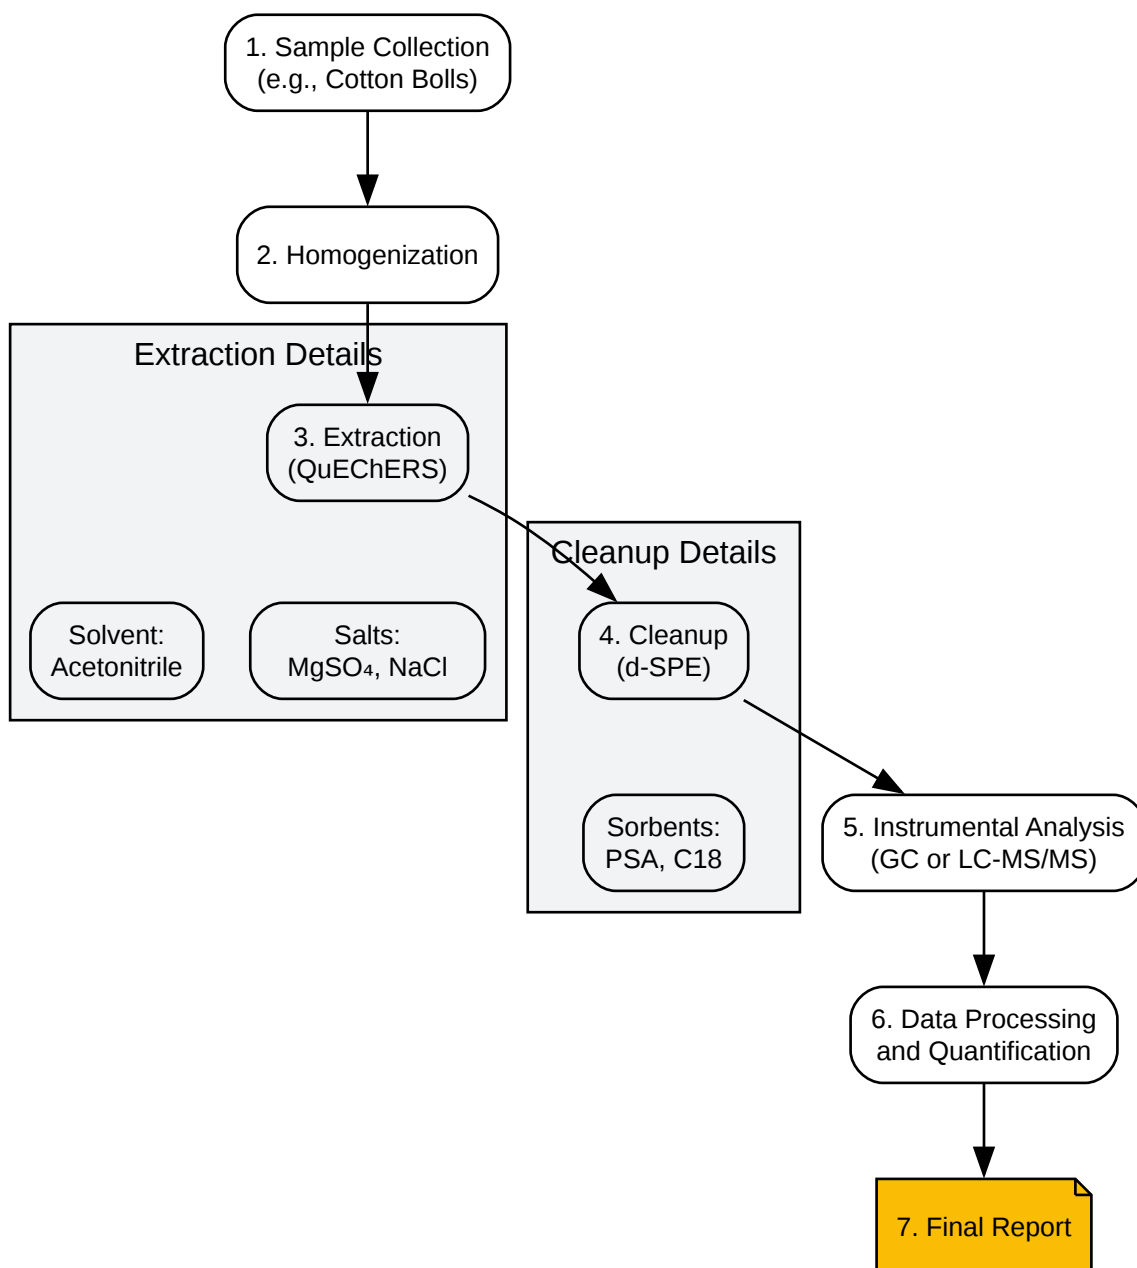 1. Sample Collection
(e.g., Cotton Bolls)
2. Homogenization
Extraction Details
3. Extraction
(QuEChERS)
Solvent:
Acetonitrile
Salts:
MgSO₄, NaCl
Cleanup Details
4. Cleanup
(d-SPE)
Sorbents:
PSA, C18
5. Instrumental Analysis
(GC or LC-MS/MS)
6. Data Processing
and Quantification
7. Final Report